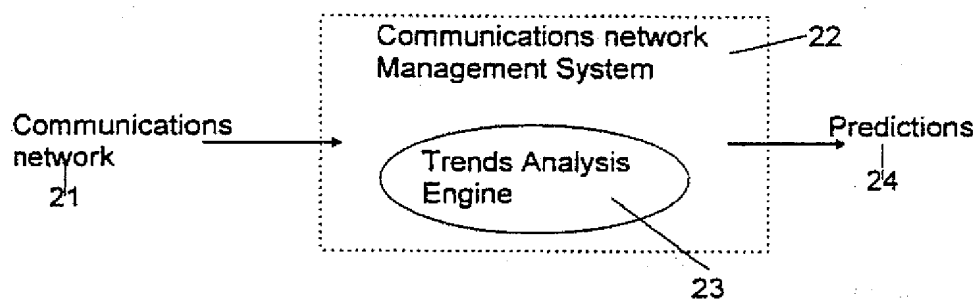 Communications network
Management System
22
Communications
network
21
Trends Analysis
Engine
Predictions
24
23